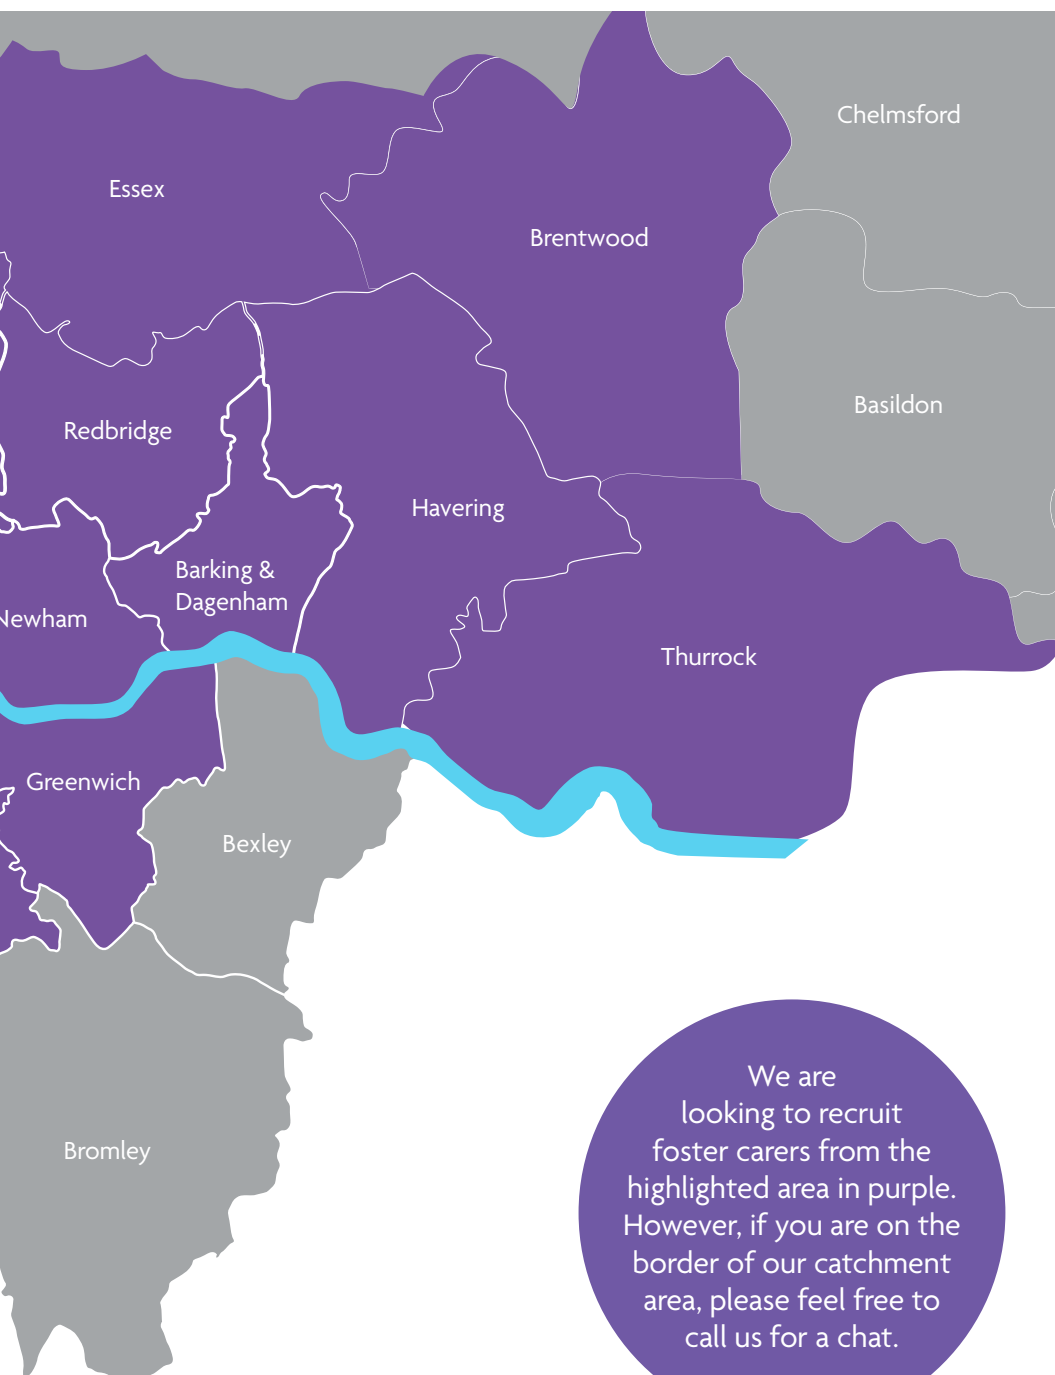 Chelmsford
Essex
Brentwood
Basildon
Redbridge
Havering
Barking &
Dagenham
Newham
Thurrock
Greenwich
Bexley
Bromley
We are
looking to recruit
foster carers from the
highlighted area in purple.
However, if you are on the
border of our catchment
area, please feel free to
call us for a chat.